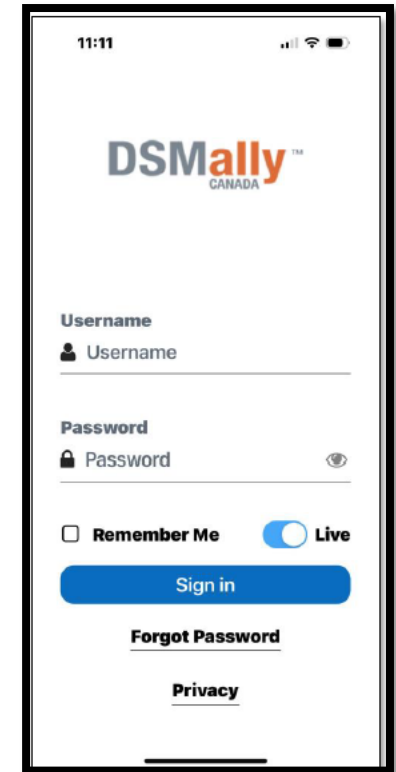 11:11
DSMally™
CANADA
Username
Username
Password
Password
Remember Me Live
Sign in
Forgot Password
Privacy